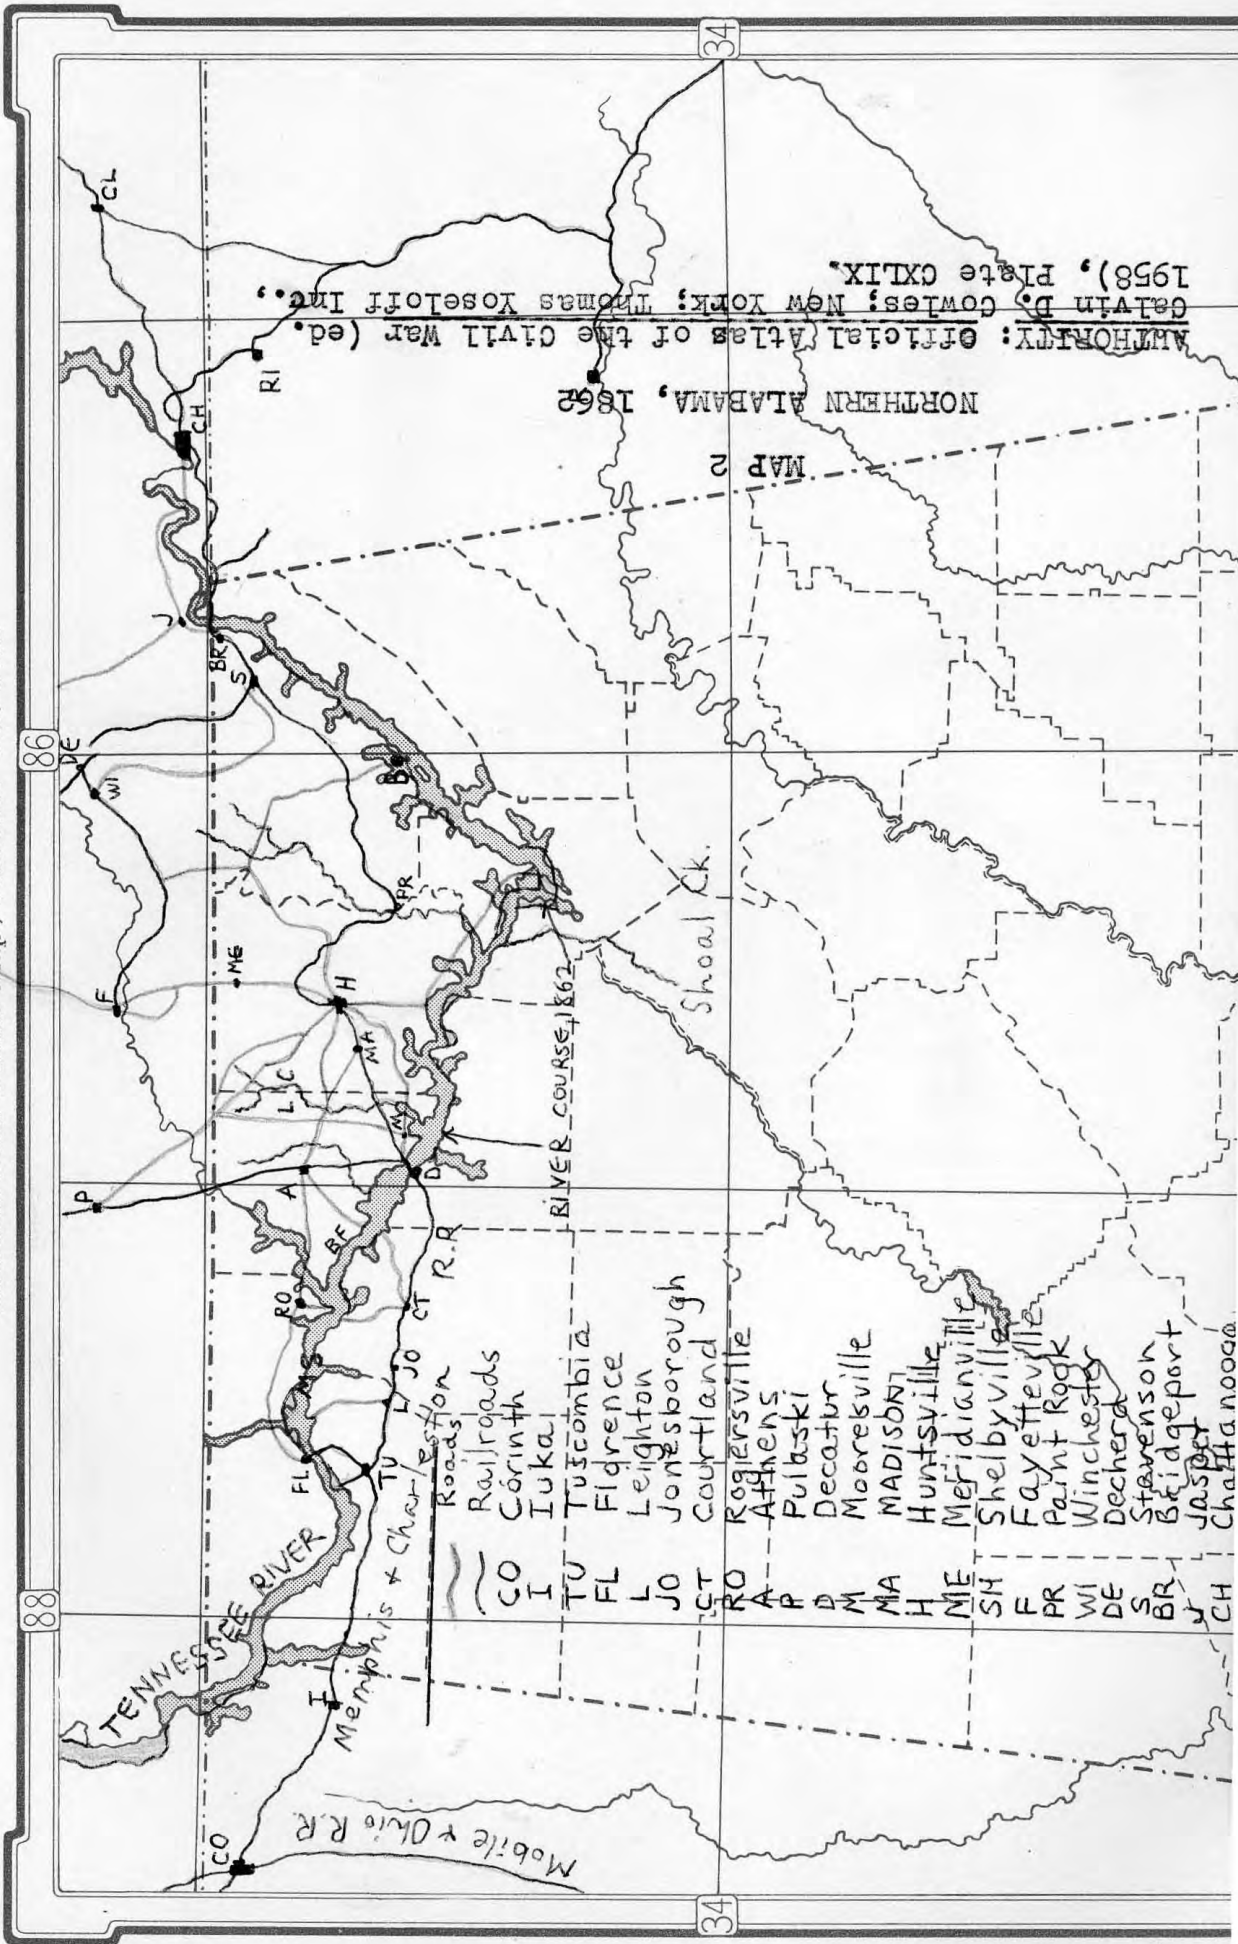 MAP 2
NORTHERN ALABAMA, 1862
AUTHORITY: Official Atlas of the Civil War (ed.
Calvin D. Cowles; New York; Thomas Yoseloff Inc.,
1958), Plate CXLIX.
34
86
88
34
CO
I
TENNESSEE RIVER
Memphis & Charleston
R.R
Mobile & Ohio R.R.
FL
TU
L
JO
CT
MS
RO
BF
A
P
D
MO
L C
MA
H
ME
F
PR
WI
DE
B
S
BR
J
CH
RI
CL
RIVER COURSE, 1862
Shoal Ck.
Roads
Railroads
CO Corinth
I Iuka
TU Tuscombia
FL Florence
L Leighton
JO Jonesborough
CT Courtland
RO Rogersville
A Athens
P Pulaski
D Decatur
M Mooresville
MA MADISON
H Huntsville
ME Meridianville
SH Shelbyville
F Fayetteville
PR Paint Rock
WI Winchester
DE Decherd
S Stevenson
BR Bridgeport
J Jasper
CH Chattanooga